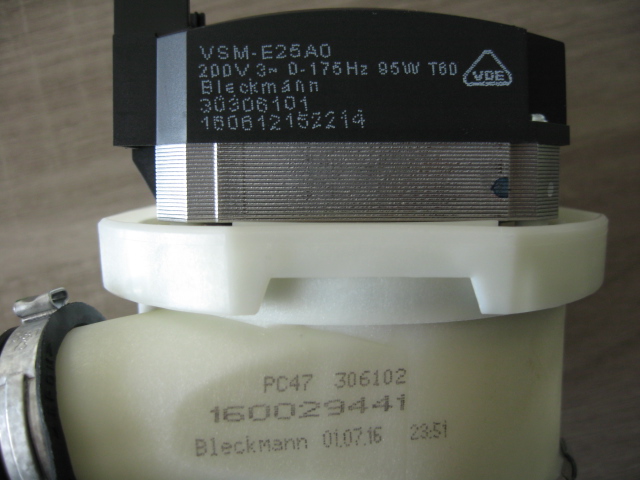 VSM-E25A0
200V 3~ 0-175Hz 95W T60
VDE
Bleckmann
30306101
160612152214
PC47 306102
160029441
Bleckmann 01.07.16 23:51